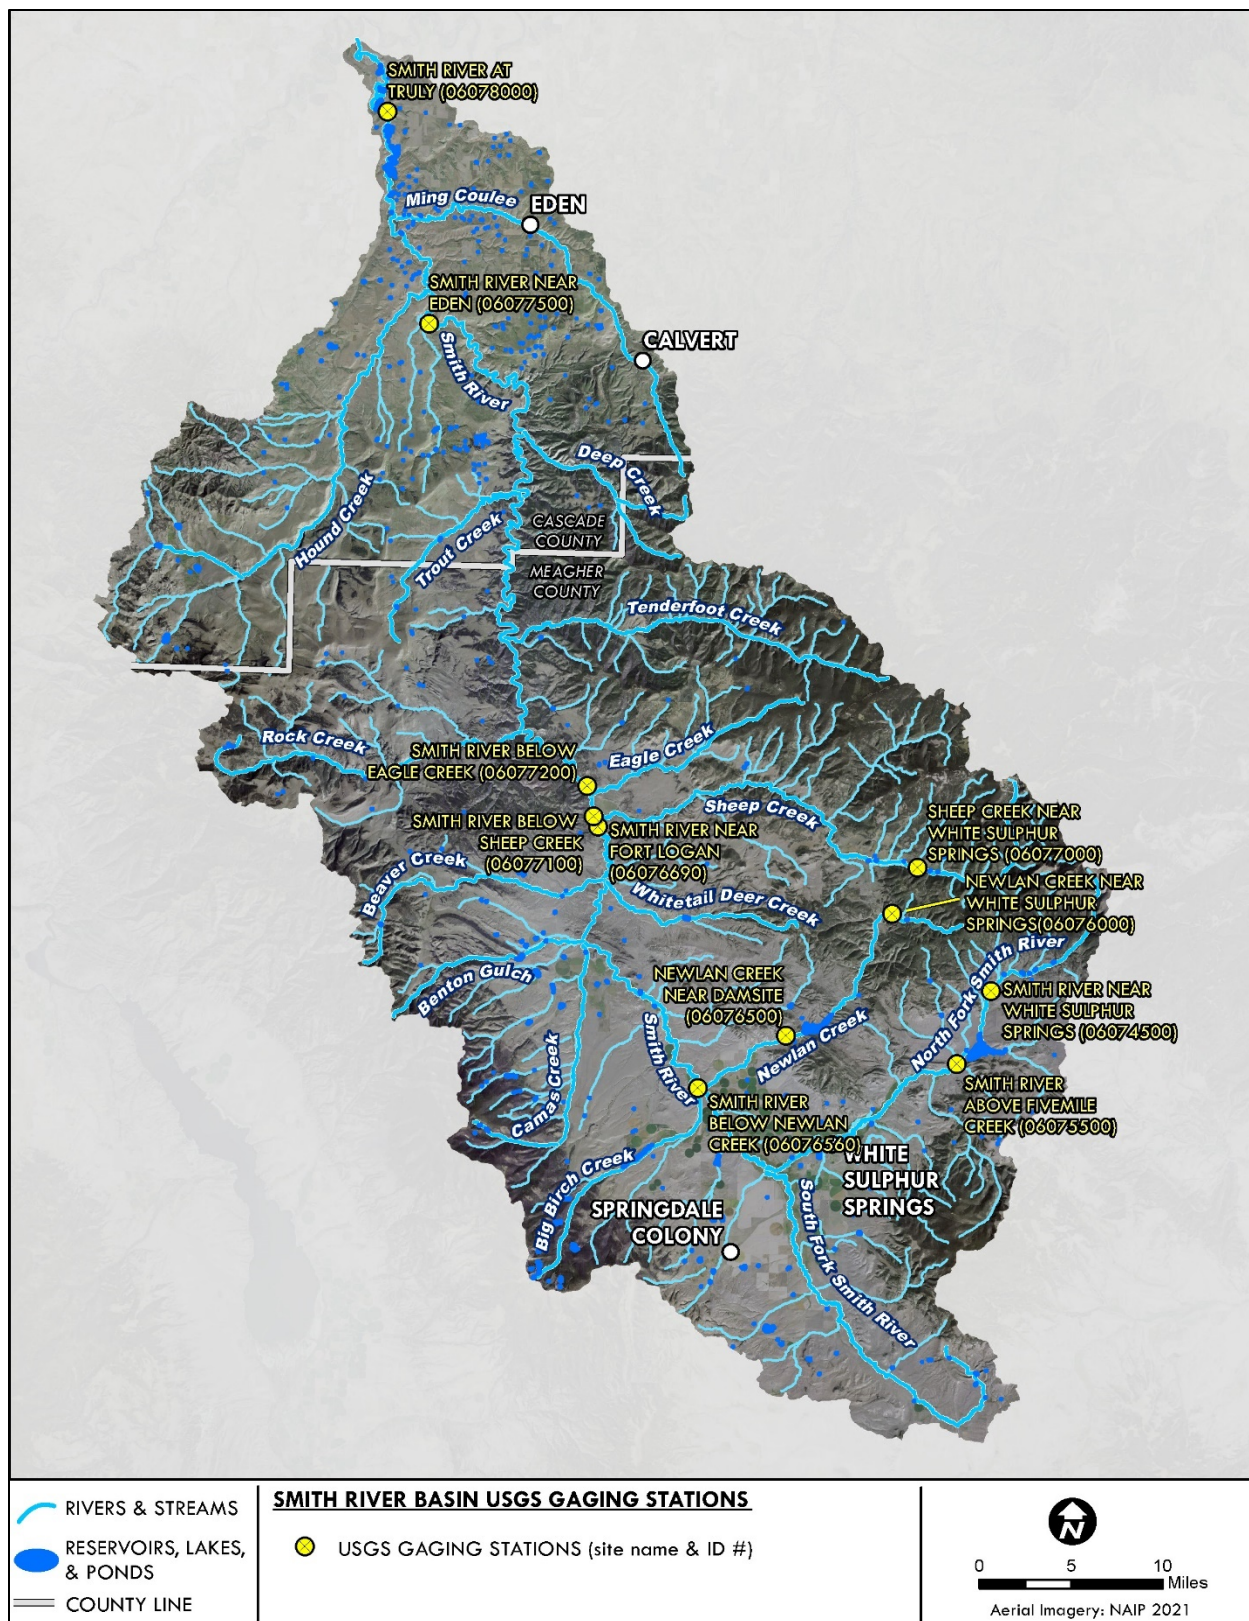 SMITH RIVER AT
TRULY (06078000)
Ming Coulee
EDEN
SMITH RIVER NEAR
EDEN (06077500)
CALVERT
Smith River
Deep Creek
Hound Creek
Trout Creek
CASCADE
COUNTY
MEAGHER
COUNTY
Tenderfoot Creek
Rock Creek
SMITH RIVER BELOW
EAGLE CREEK (06077200)
Eagle Creek
Sheep Creek
SMITH RIVER BELOW
SHEEP CREEK
(06077100)
SMITH RIVER NEAR
FORT LOGAN
(06076690)
SHEEP CREEK NEAR
WHITE SULPHUR
SPRINGS (06077000)
NEWLAN CREEK NEAR
WHITE SULPHUR
SPRINGS(06076000)
Beaver Creek
Whitetail Deer Creek
Benton Gulch
NEWLAN CREEK
NEAR DAMSITE
(06076500)
North Fork Smith River
SMITH RIVER NEAR
WHITE SULPHUR
SPRINGS (06074500)
Smith River
Newlan Creek
Camas Creek
SMITH RIVER
BELOW NEWLAN
CREEK (06076560)
SMITH RIVER
ABOVE FIVEMILE
CREEK (06075500)
Big Birch Creek
WHITE
SULPHUR
SPRINGS
SPRINGDALE
COLONY
South Fork Smith River
RIVERS & STREAMS
RESERVOIRS, LAKES,
& PONDS
COUNTY LINE
SMITH RIVER BASIN USGS GAGING STATIONS
USGS GAGING STATIONS (site name & ID #)
N
0 5 10
Miles
Aerial Imagery: NAIP 2021